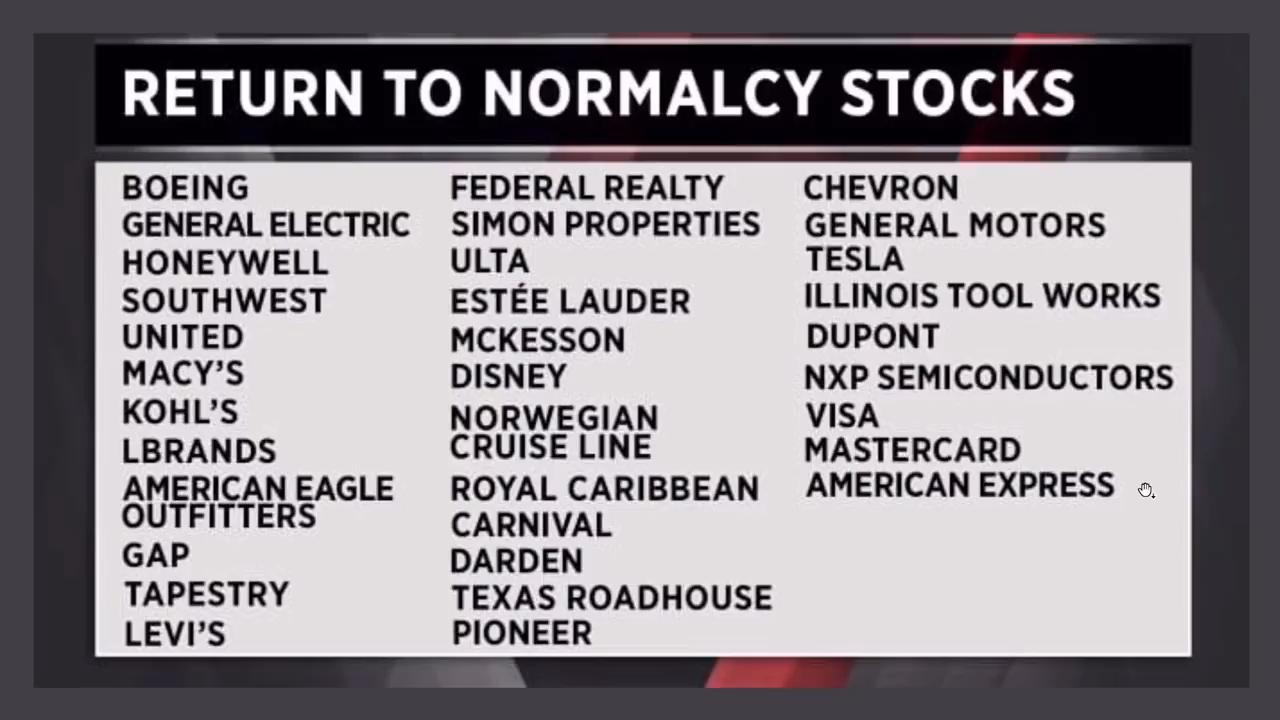 RETURN TO NORMALCY STOCKS
BOEING
GENERAL ELECTRIC
HONEYWELL
SOUTHWEST
UNITED
MACY'S
KOHL'S
LBRANDS
AMERICAN EAGLE
OUTFITTERS
GAP
TAPESTRY
LEVI'S
FEDERAL REALTY
SIMON PROPERTIES
ULTA
ESTÉE LAUDER
MCKESSON
DISNEY
NORWEGIAN
CRUISE LINE
ROYAL CARIBBEAN
CARNIVAL
DARDEN
TEXAS ROADHOUSE
PIONEER
CHEVRON
GENERAL MOTORS
TESLA
ILLINOIS TOOL WORKS
DUPONT
NXP SEMICONDUCTORS
VISA
MASTERCARD
AMERICAN EXPRESS